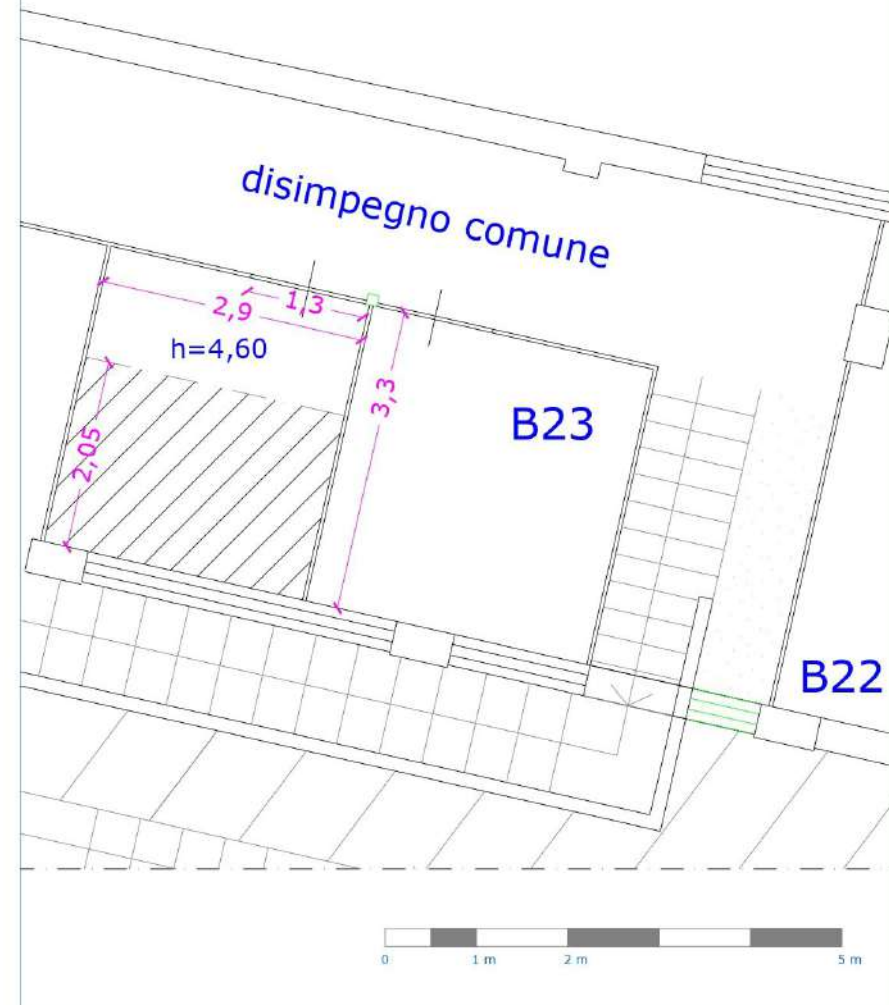 disimpegno comune
1,3
2,9
h=4,60
3,3
B23
2,05
B22
0
1 m
2 m
5 m